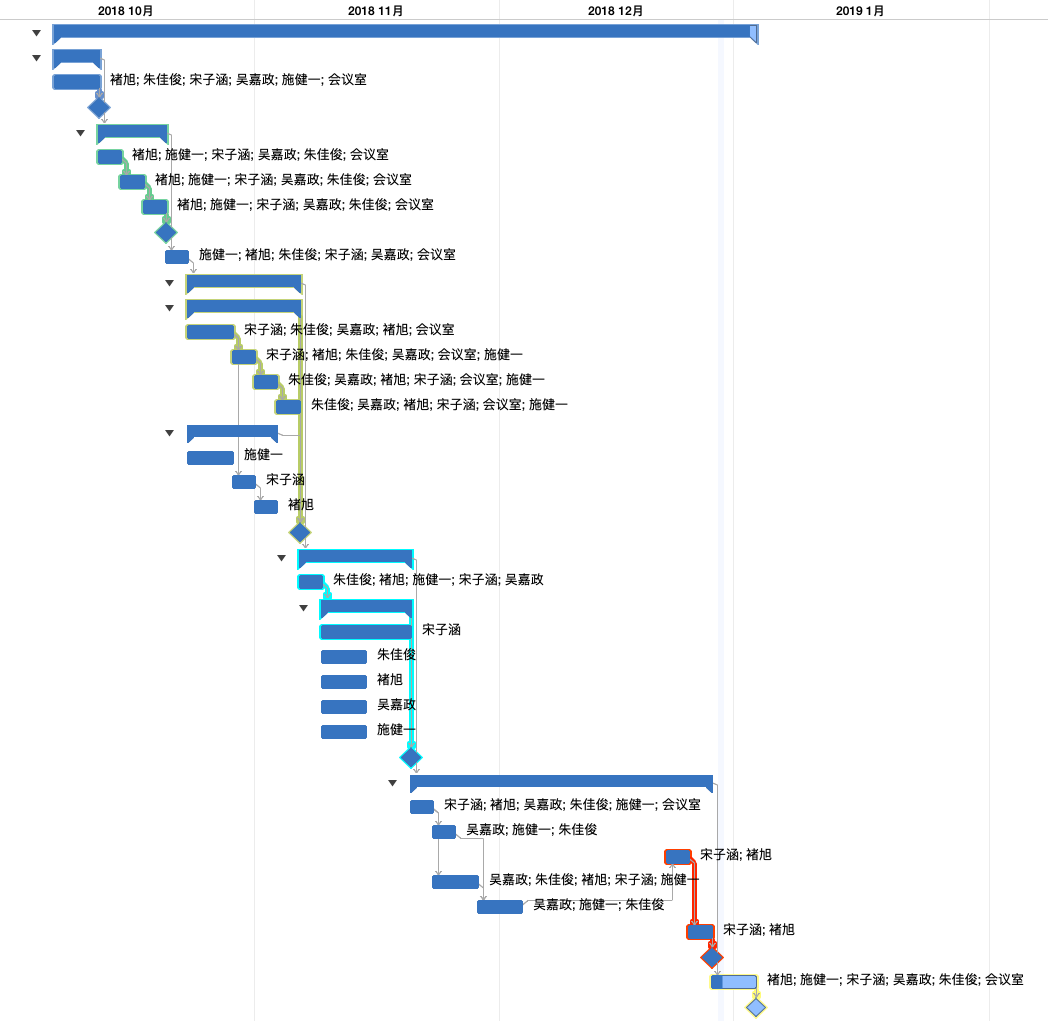 2018 10月 2018 11月 2018 12月 2019 1月
褚旭; 朱佳俊; 宋子涵; 吴嘉政; 施健一; 会议室
褚旭; 施健一; 宋子涵; 吴嘉政; 朱佳俊; 会议室
褚旭; 施健一; 宋子涵; 吴嘉政; 朱佳俊; 会议室
褚旭; 施健一; 宋子涵; 吴嘉政; 朱佳俊; 会议室
施健一; 褚旭; 朱佳俊; 宋子涵; 吴嘉政; 会议室
宋子涵; 朱佳俊; 吴嘉政; 褚旭; 会议室
宋子涵; 褚旭; 朱佳俊; 吴嘉政; 会议室; 施健一
朱佳俊; 吴嘉政; 褚旭; 宋子涵; 会议室; 施健一
朱佳俊; 吴嘉政; 褚旭; 宋子涵; 会议室; 施健一
施健一
宋子涵
褚旭
朱佳俊; 褚旭; 施健一; 宋子涵; 吴嘉政
宋子涵
朱佳俊
褚旭
吴嘉政
施健一
宋子涵; 褚旭; 吴嘉政; 朱佳俊; 施健一; 会议室
吴嘉政; 施健一; 朱佳俊
宋子涵; 褚旭
吴嘉政; 朱佳俊; 褚旭; 宋子涵; 施健一
吴嘉政; 施健一; 朱佳俊
宋子涵; 褚旭
褚旭; 施健一; 宋子涵; 吴嘉政; 朱佳俊; 会议室